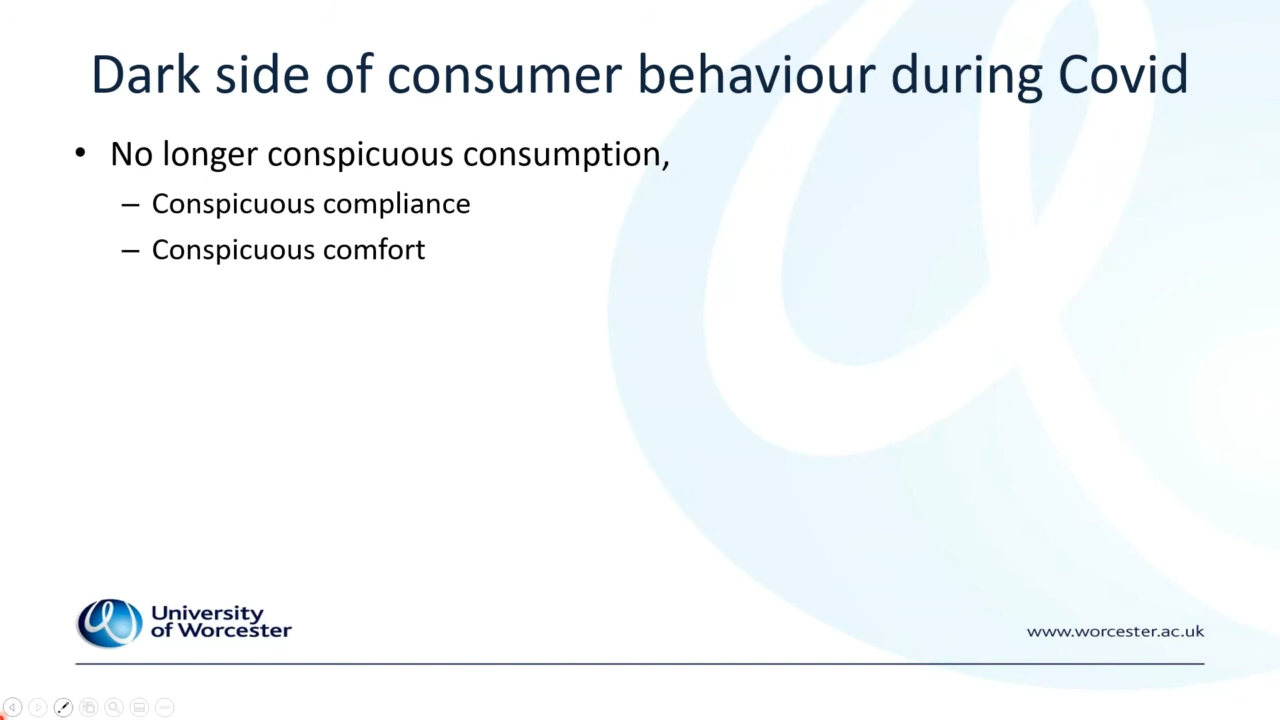 Dark side of consumer behaviour during Covid
• No longer conspicuous consumption,
– Conspicuous compliance
– Conspicuous comfort
University
of Worcester
www.worcester.ac.uk